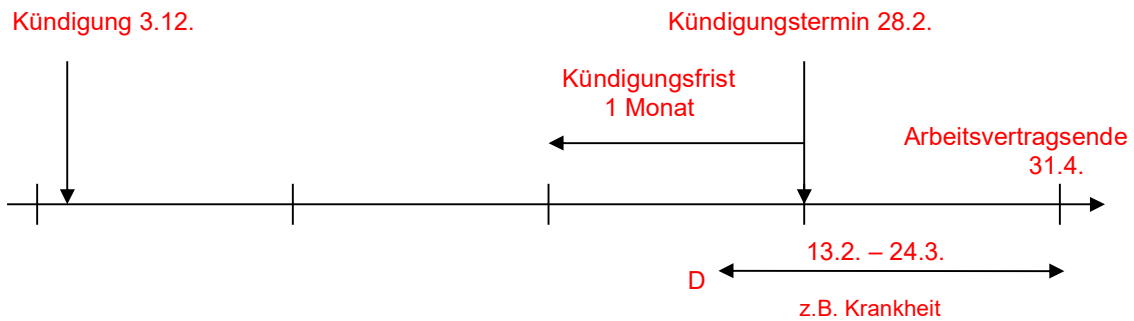 Kündigung 3.12.
Kündigungstermin 28.2.
Kündigungsfrist
1 Monat
Arbeitsvertragsende
31.4.
13.2. – 24.3.
D
z.B. Krankheit